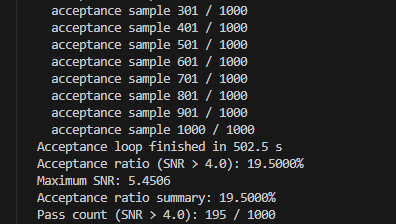 acceptance sample 301 / 1000
acceptance sample 401 / 1000
acceptance sample 501 / 1000
acceptance sample 601 / 1000
acceptance sample 701 / 1000
acceptance sample 801 / 1000
acceptance sample 901 / 1000
acceptance sample 1000 / 1000
Acceptance loop finished in 502.5 s
Acceptance ratio (SNR > 4.0): 19.5000%
Maximum SNR: 5.4506
Acceptance ratio summary: 19.5000%
Pass count (SNR > 4.0): 195 / 1000